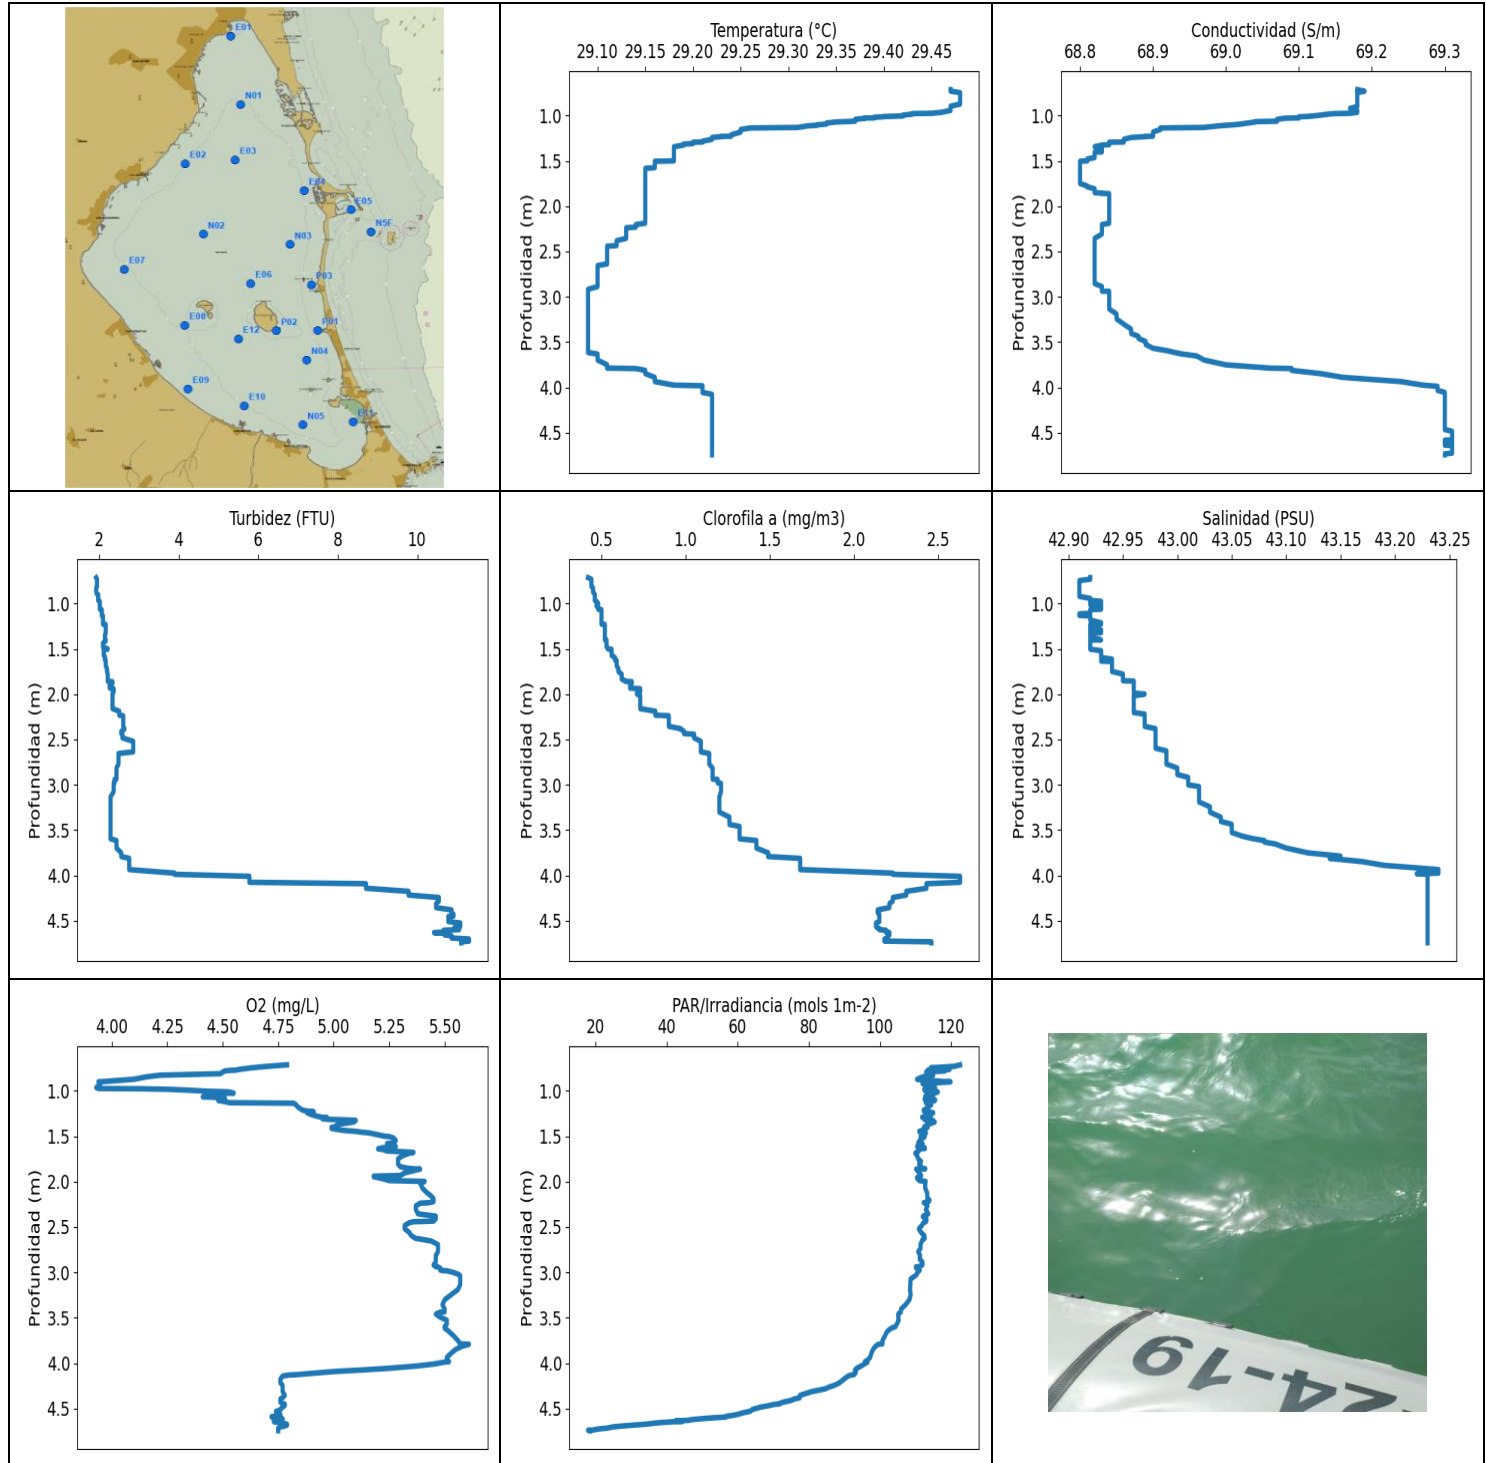 E01
N01
E02
E03
E04
E05
N5F
N02
N03
E07
E06
P03
E08
E12
P02
P01
N04
E09
E10
N05
E11
Temperatura (°C)
29.10 29.15 29.20 29.25 29.30 29.35 29.40 29.45
Profundidad (m)
1.0
1.5
2.0
2.5
3.0
3.5
4.0
4.5
Conductividad (S/m)
68.8 68.9 69.0 69.1 69.2 69.3
Profundidad (m)
1.0
1.5
2.0
2.5
3.0
3.5
4.0
4.5
Turbidez (FTU)
2 4 6 8 10
Profundidad (m)
1.0
1.5
2.0
2.5
3.0
3.5
4.0
4.5
Clorofila a (mg/m3)
0.5 1.0 1.5 2.0 2.5
Profundidad (m)
1.0
1.5
2.0
2.5
3.0
3.5
4.0
4.5
Salinidad (PSU)
42.90 42.95 43.00 43.05 43.10 43.15 43.20 43.25
Profundidad (m)
1.0
1.5
2.0
2.5
3.0
3.5
4.0
4.5
O2 (mg/L)
4.00 4.25 4.50 4.75 5.00 5.25 5.50
Profundidad (m)
1.0
1.5
2.0
2.5
3.0
3.5
4.0
4.5
PAR/Irradiancia (mols 1m-2)
20 40 60 80 100 120
Profundidad (m)
1.0
1.5
2.0
2.5
3.0
3.5
4.0
4.5
24-19